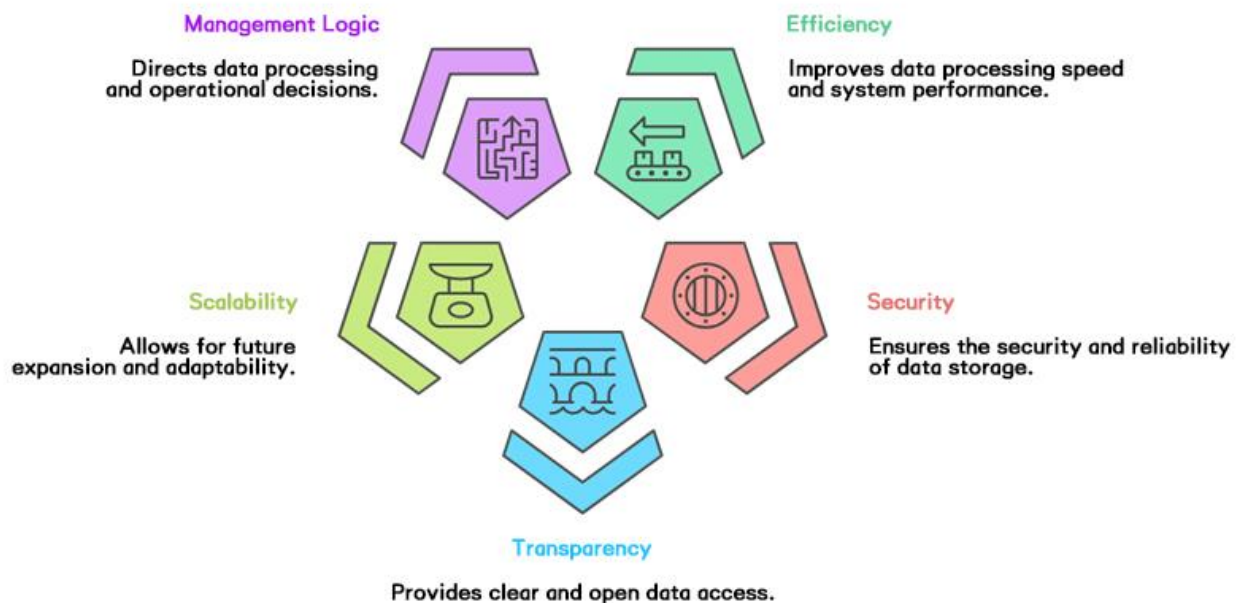 Management Logic
Directs data processing
and operational decisions.
Efficiency
Improves data processing speed
and system performance.
Scalability
Allows for future
expansion and adaptability.
Security
Ensures the security and reliability
of data storage.
Transparency
Provides clear and open data access.